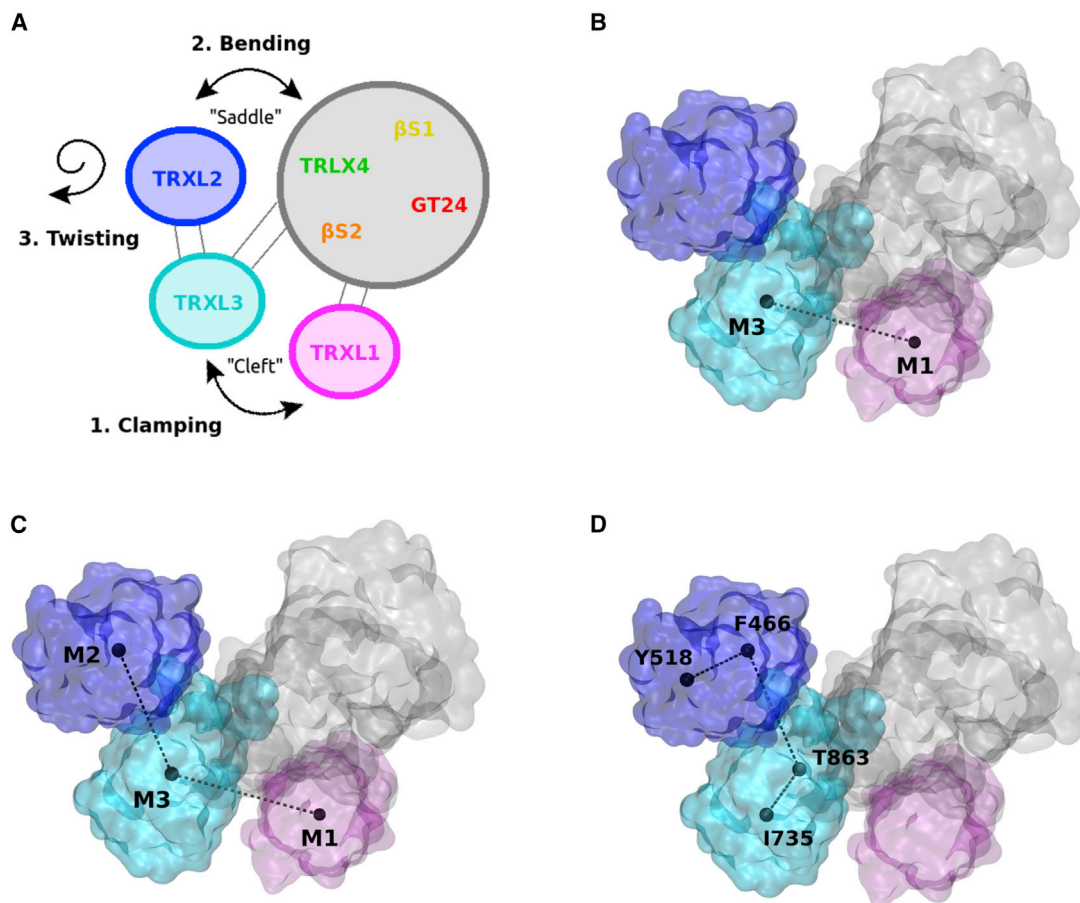 A
2. Bending
"Saddle"
βS1
TRLX4
TRXL2
GT24
3. Twisting
βS2
TRXL3
TRXL1
"Cleft"
1. Clamping
B
M3
M1
C
M2
M3
M1
D
F466
Y518
T863
I735